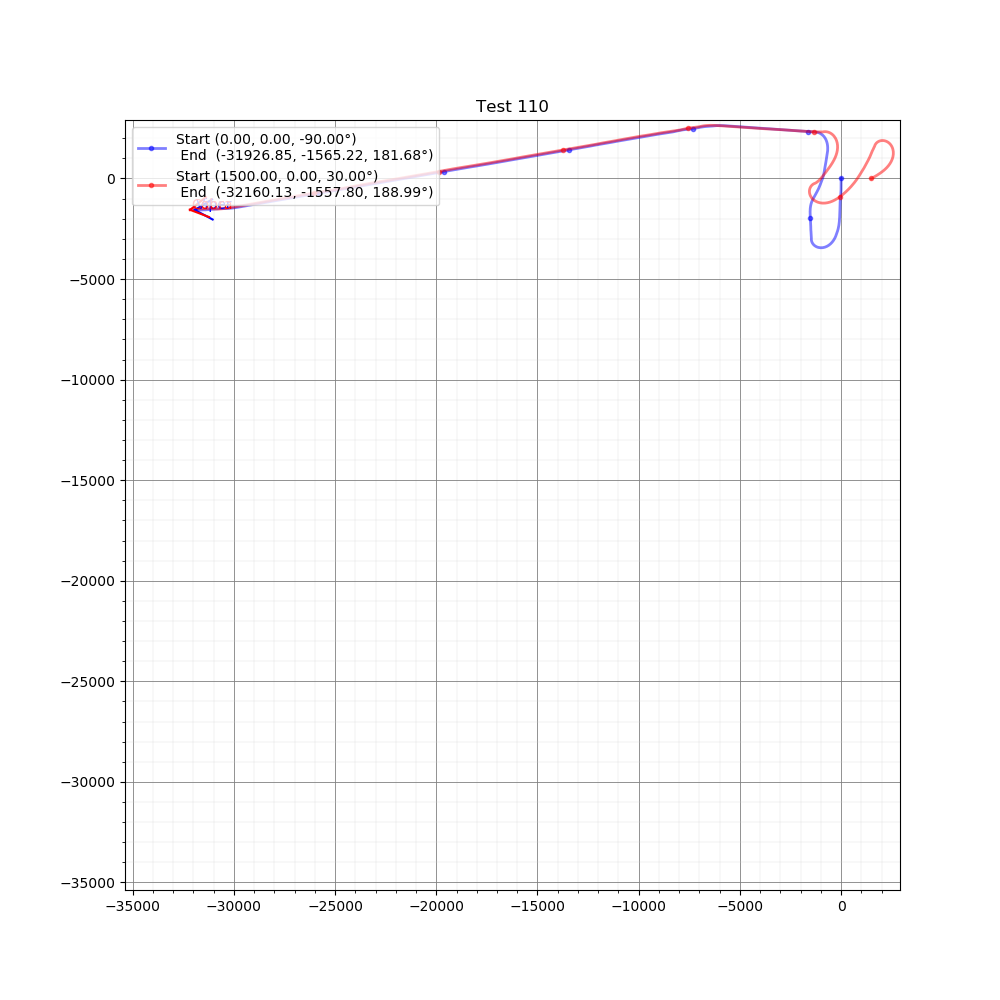 Test 110
Start (0.00, 0.00, -90.00°)
End (-31926.85, -1565.22, 181.68°)
Start (1500.00, 0.00, 30.00°)
End (-32160.13, -1557.80, 188.99°)
0
−5000
−10000
−15000
−20000
−25000
−30000
−35000
−35000 −30000 −25000 −20000 −15000 −10000 −5000 0